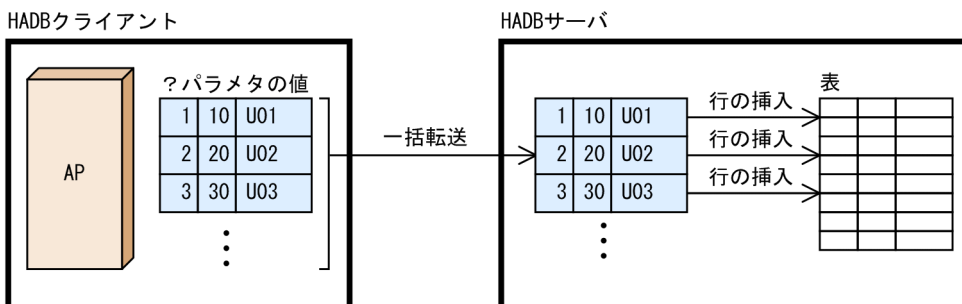 HADBクライアント
HADBサーバ
AP
?パラメタの値
1 10 U01
2 20 U02
3 30 U03
一括転送
1 10 U01
2 20 U02
3 30 U03
行の挿入
行の挿入
行の挿入
表